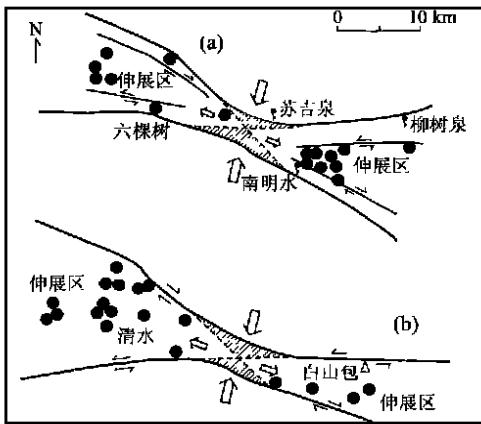 N
0 10 km
(a)
伸展区
苏吉泉
柳树泉
六棵树
伸展区
南明水
伸展区
清水
(b)
白山包
伸展区